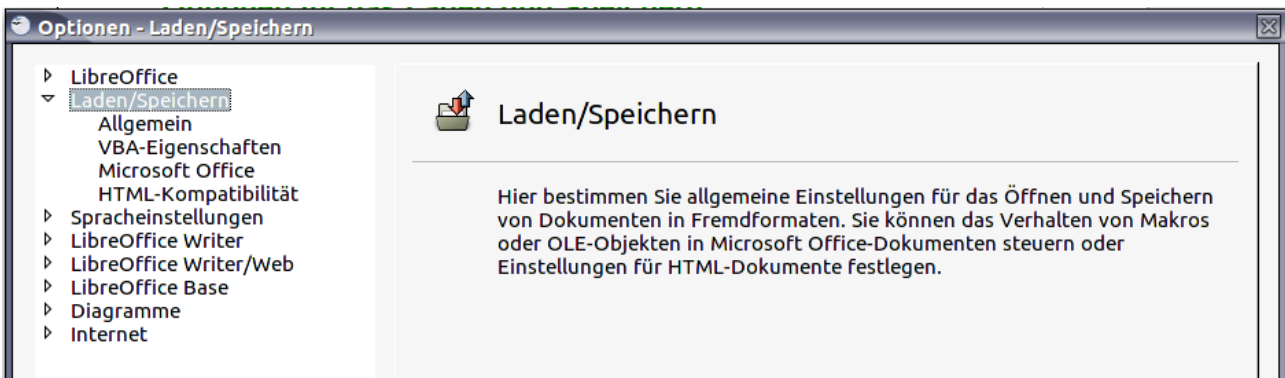 Optionen - Laden/Speichern
LibreOffice
Laden/Speichern
Allgemein
VBA-Eigenschaften
Microsoft Office
HTML-Kompatibilität
Spracheinstellungen
LibreOffice Writer
LibreOffice Writer/Web
LibreOffice Base
Diagramme
Internet
Laden/Speichern
Hier bestimmen Sie allgemeine Einstellungen für das Öffnen und Speichern
von Dokumenten in Fremdformaten. Sie können das Verhalten von Makros
oder OLE-Objekten in Microsoft Office-Dokumenten steuern oder
Einstellungen für HTML-Dokumente festlegen.